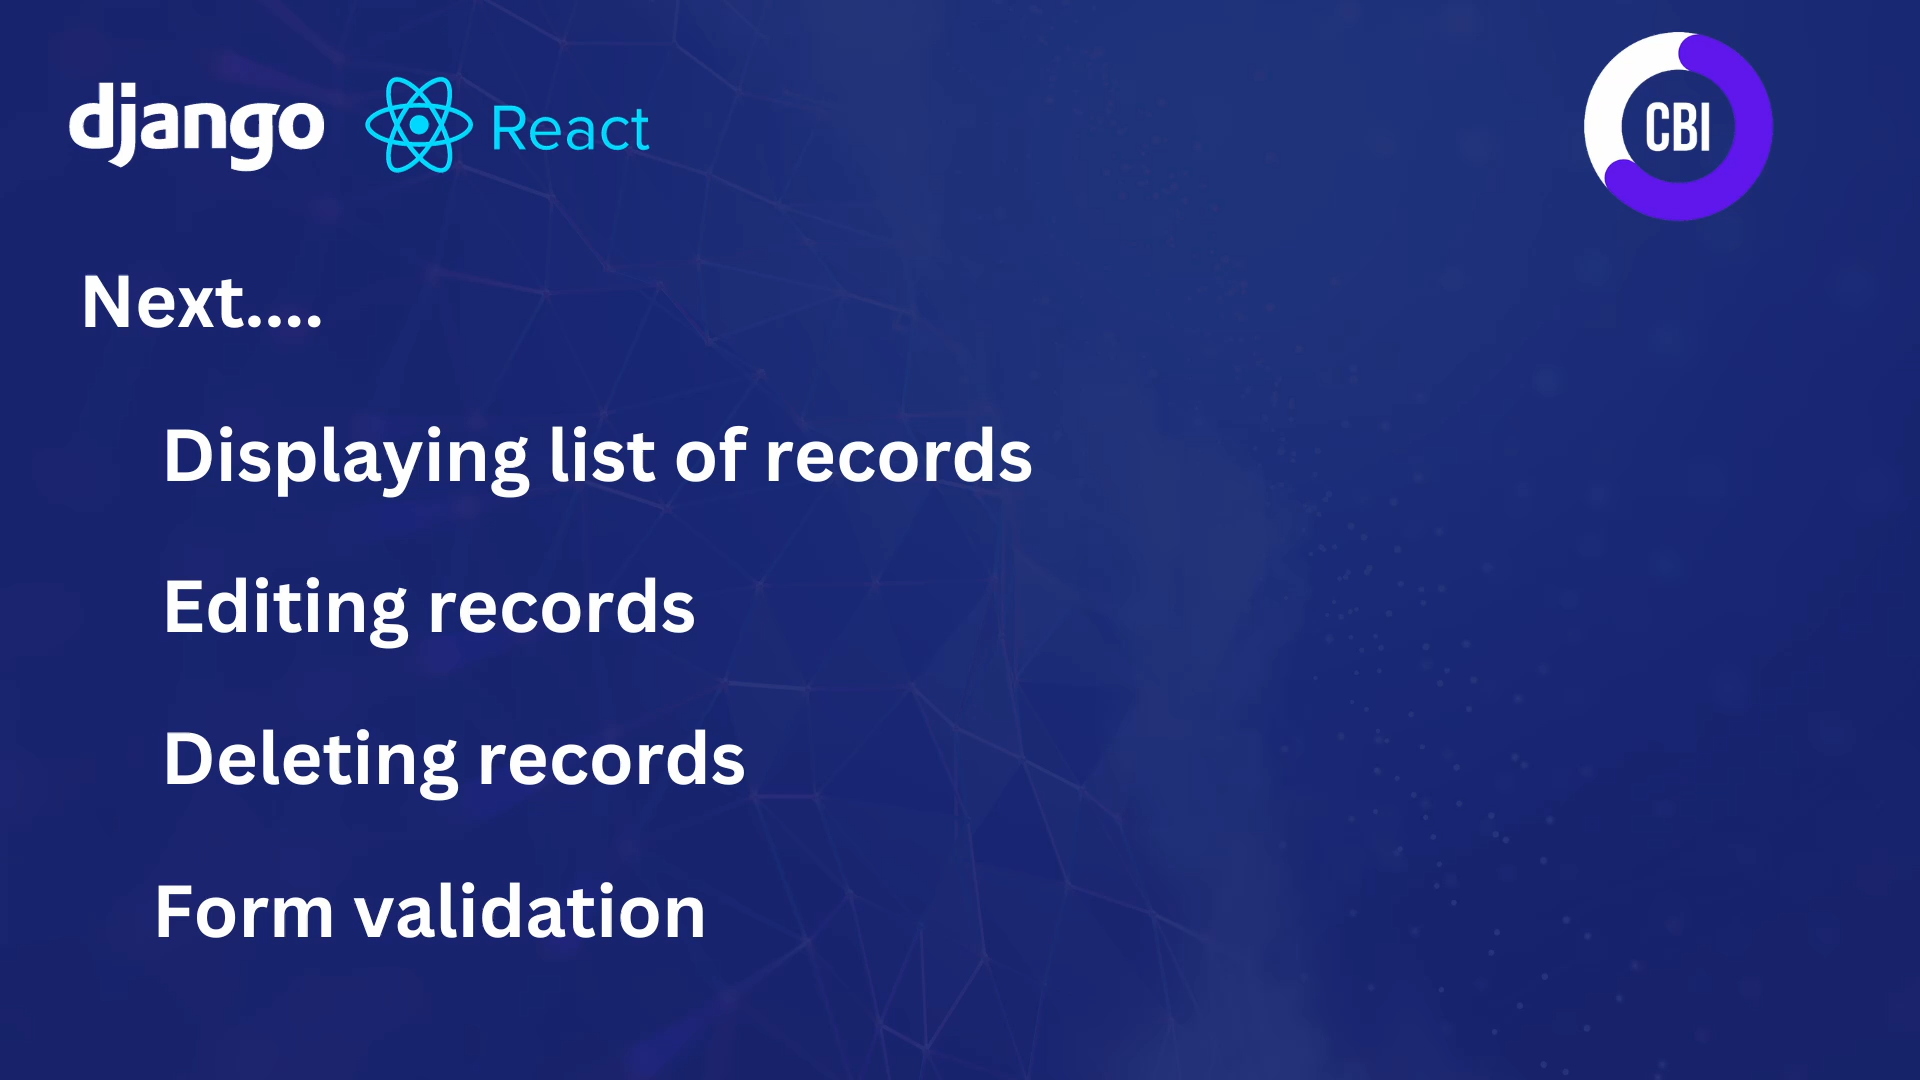 django React
CBI
Next....
Displaying list of records
Editing records
Deleting records
Form validation